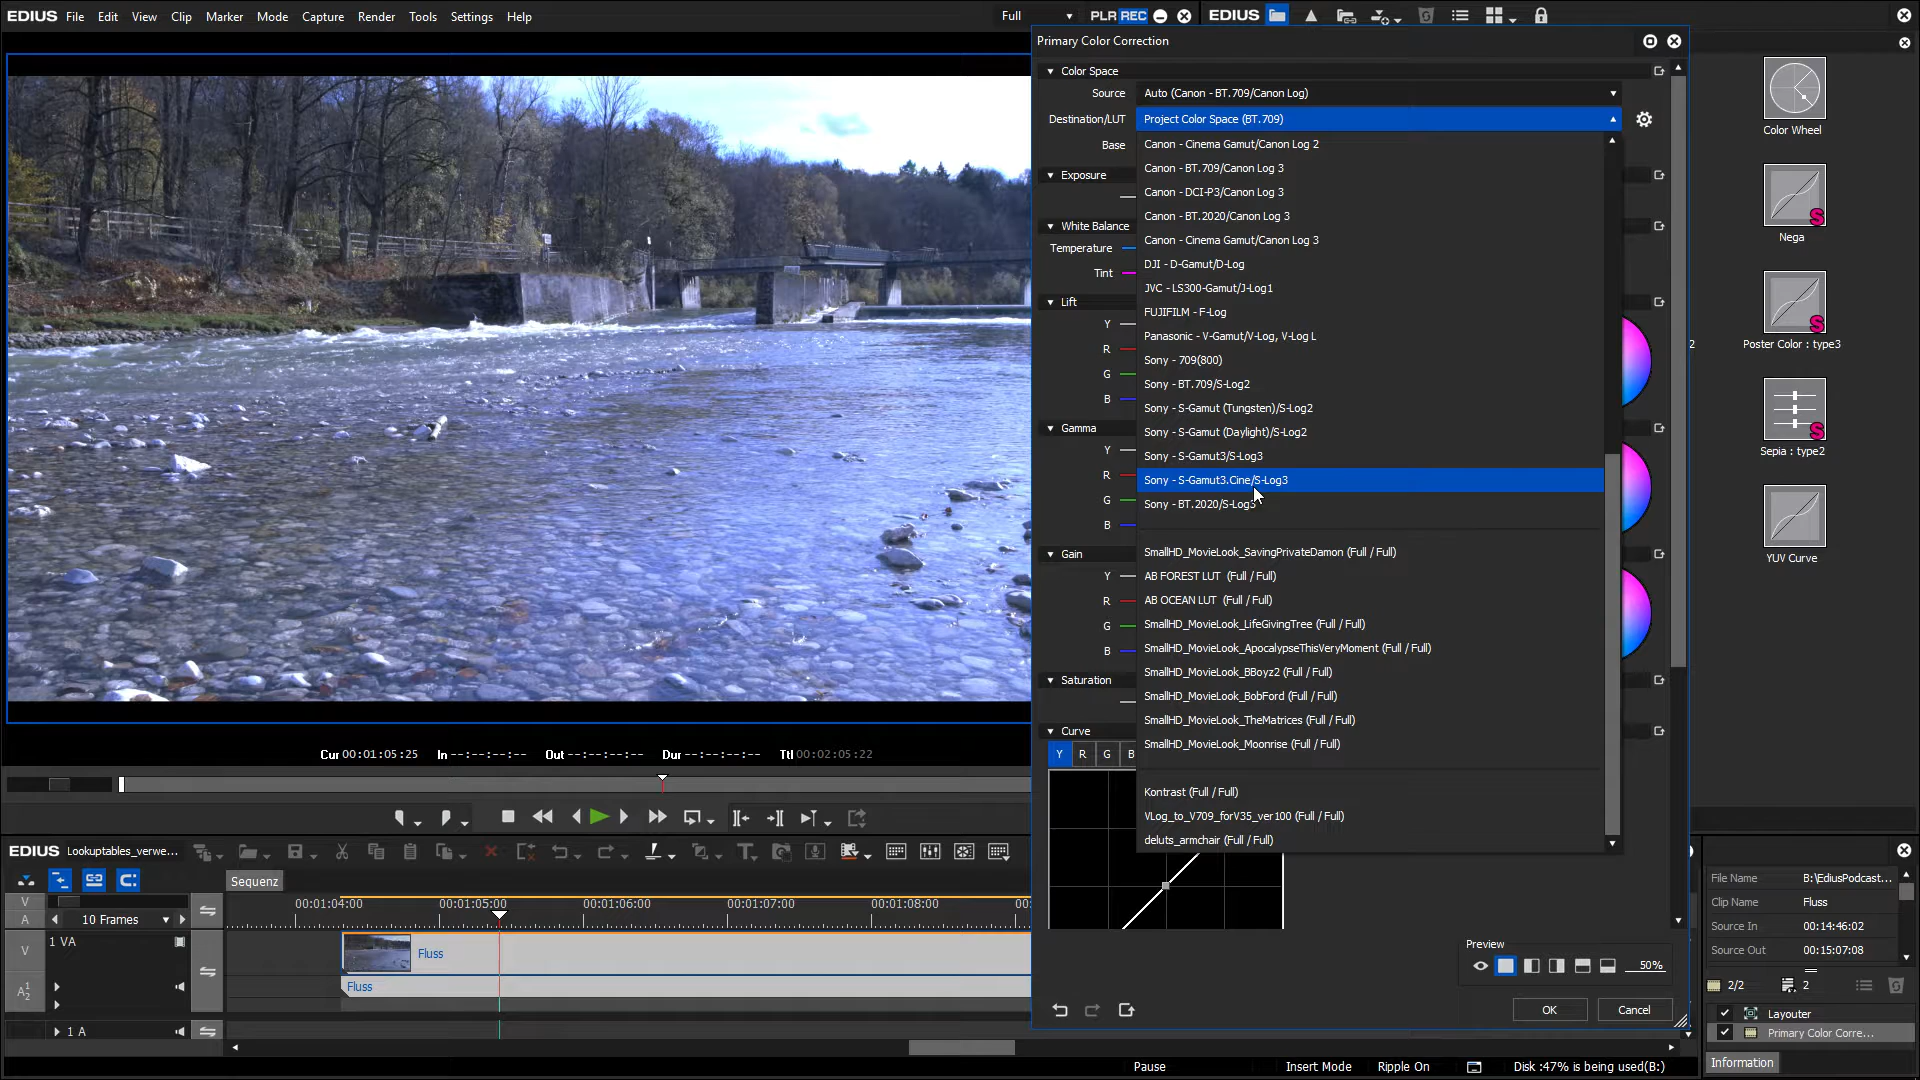 EDIUS File Edit View Clip Marker Mode Capture Render Tools Settings Help
Full PLR REC EDIUS
Primary Color Correction
Color Space
Source Auto (Canon - BT.709/Canon Log)
Destination/LUT Project Color Space (BT.709)
Base
Canon - Cinema Gamut/Canon Log 2
Canon - BT.709/Canon Log 3
Canon - DCI-P3/Canon Log 3
Canon - BT.2020/Canon Log 3
Canon - Cinema Gamut/Canon Log 3
DJI - D-Gamut/D-Log
JVC - LS300-Gamut/J-Log1
FUJIFILM - F-Log
Panasonic - V-Gamut/V-Log, V-Log L
Sony - 709(800)
Sony - BT.709/S-Log2
Sony - S-Gamut (Tungsten)/S-Log2
Sony - S-Gamut (Daylight)/S-Log2
Sony - S-Gamut3/S-Log3
Sony - S-Gamut3.Cine/S-Log3
Sony - BT.2020/S-Log3
SmallHD_MovieLook_SavingPrivateDamon (Full / Full)
AB FOREST LUT (Full / Full)
AB OCEAN LUT (Full / Full)
SmallHD_MovieLook_LifeGivingTree (Full / Full)
SmallHD_MovieLook_ApocalypseThisVeryMoment (Full / Full)
SmallHD_MovieLook_BBoyz2 (Full / Full)
SmallHD_MovieLook_BobFord (Full / Full)
SmallHD_MovieLook_TheMatrices (Full / Full)
SmallHD_MovieLook_Moonrise (Full / Full)
Kontrast (Full / Full)
VLog_to_V709_forV35_ver100 (Full / Full)
deluts_armchair (Full / Full)
Exposure
White Balance
Temperature
Tint
Lift
Y
R
G
B
Gamma
Y
R
G
B
Gain
Y
R
G
B
Saturation
Curve
Y R G B
Preview
50%
OK Cancel
Color Wheel
Nega
2
Poster Color : type3
Sepia : type2
YUV Curve
Cur 00:01:05:25 In --:--:--:-- Out --:--:--:-- Dur --:--:--:-- Ttl 00:02:05:22
EDIUS Lookuptables_verwe...
Sequenz
V
A
10 Frames
00:01:04:00 00:01:05:00 00:01:06:00 00:01:07:00 00:01:08:00 00
V 1 VA Fluss
A 1 2 Fluss
1 A
File Name B:\EdiusPodcast...
Clip Name Fluss
Source In 00:14:46:02
Source Out 00:15:07:08
2/2 2
Layouter
Primary Color Corre...
Information
Pause Insert Mode Ripple On Disk :47% is being used(B:)